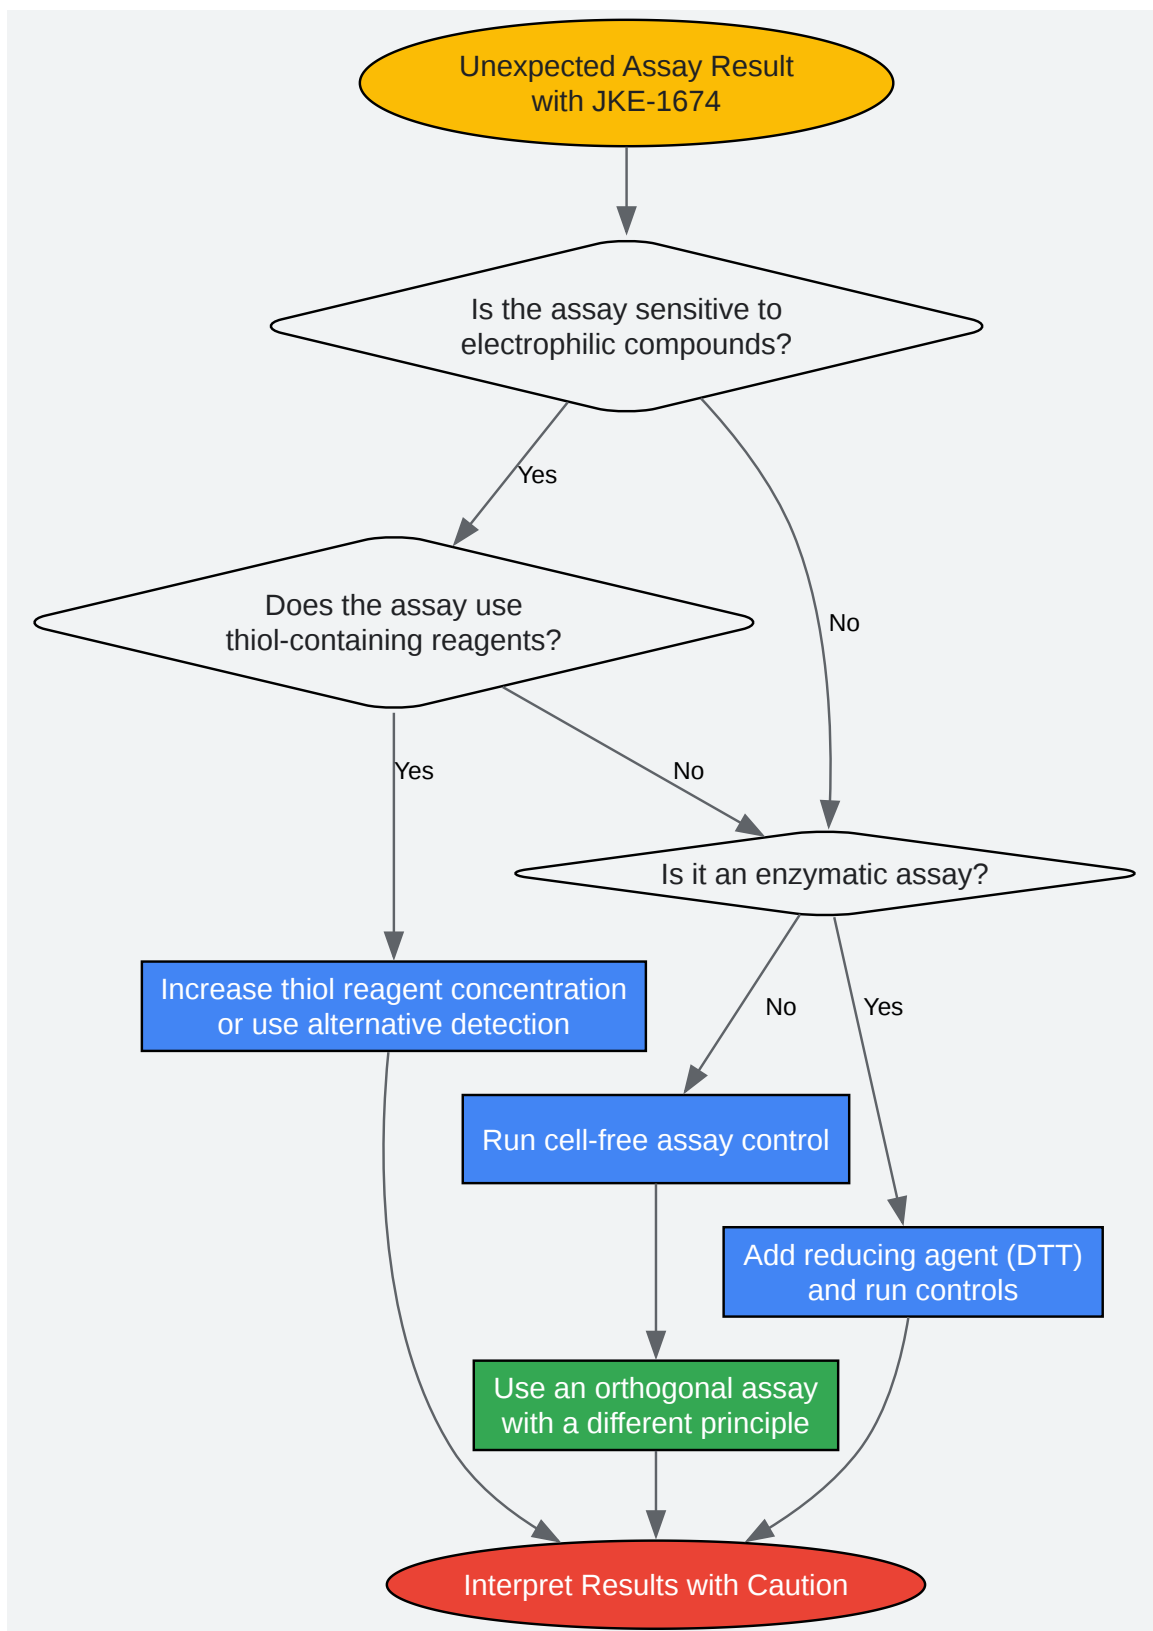 Unexpected Assay Result
with JKE-1674
Is the assay sensitive to
electrophilic compounds?
Yes
No
Does the assay use
thiol-containing reagents?
Yes
No
Is it an enzymatic assay?
No
Yes
Increase thiol reagent concentration
or use alternative detection
Run cell-free assay control
Add reducing agent (DTT)
and run controls
Use an orthogonal assay
with a different principle
Interpret Results with Caution